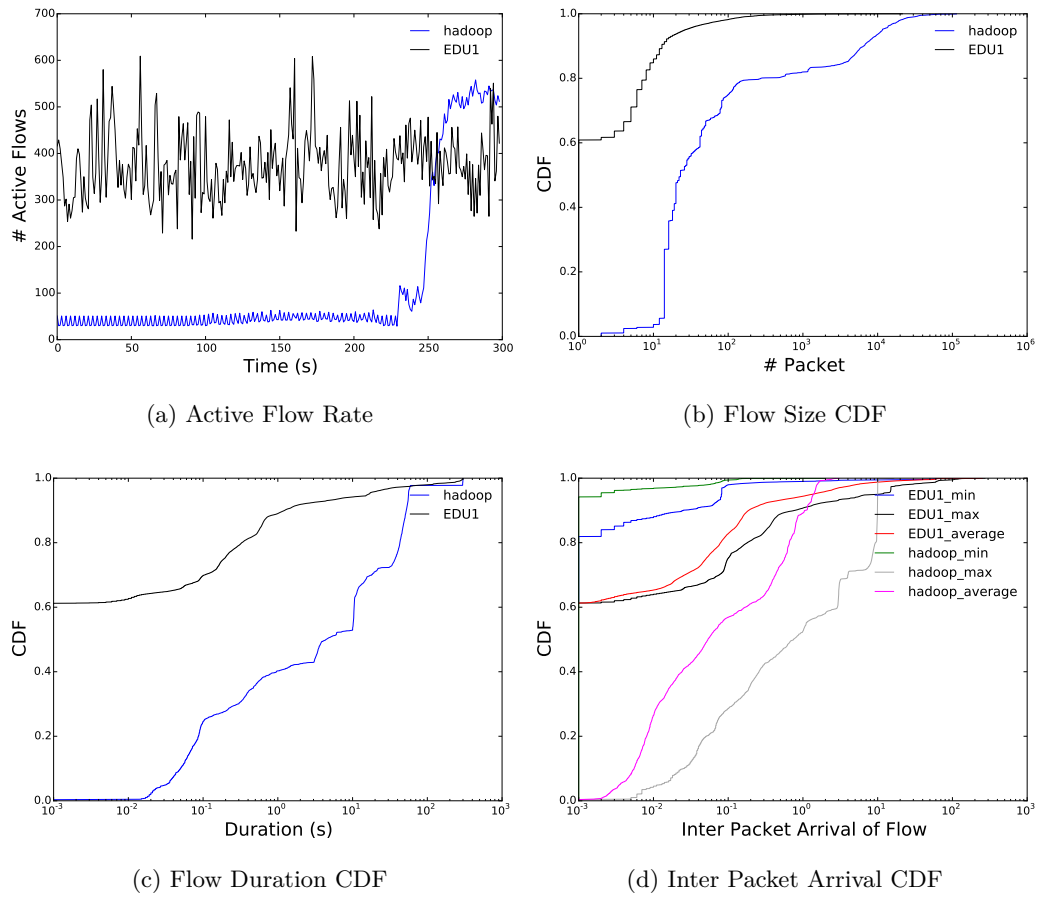 700
600
500
400
300
200
100
0
# Active Flows
hadoop
EDU1
0 50 100 150 200 250 300
Time (s)
(a) Active Flow Rate
1.0
0.8
0.6
0.4
0.2
0.0
CDF
hadoop
EDU1
10^0 10^1 10^2 10^3 10^4 10^5 10^6
# Packet
(b) Flow Size CDF
1.0
0.8
0.6
0.4
0.2
0.0
CDF
hadoop
EDU1
10^-3 10^-2 10^-1 10^0 10^1 10^2 10^3
Duration (s)
(c) Flow Duration CDF
1.0
0.8
0.6
0.4
0.2
0.0
CDF
EDU1_min
EDU1_max
EDU1_average
hadoop_min
hadoop_max
hadoop_average
10^-3 10^-2 10^-1 10^0 10^1 10^2 10^3
Inter Packet Arrival of Flow
(d) Inter Packet Arrival CDF